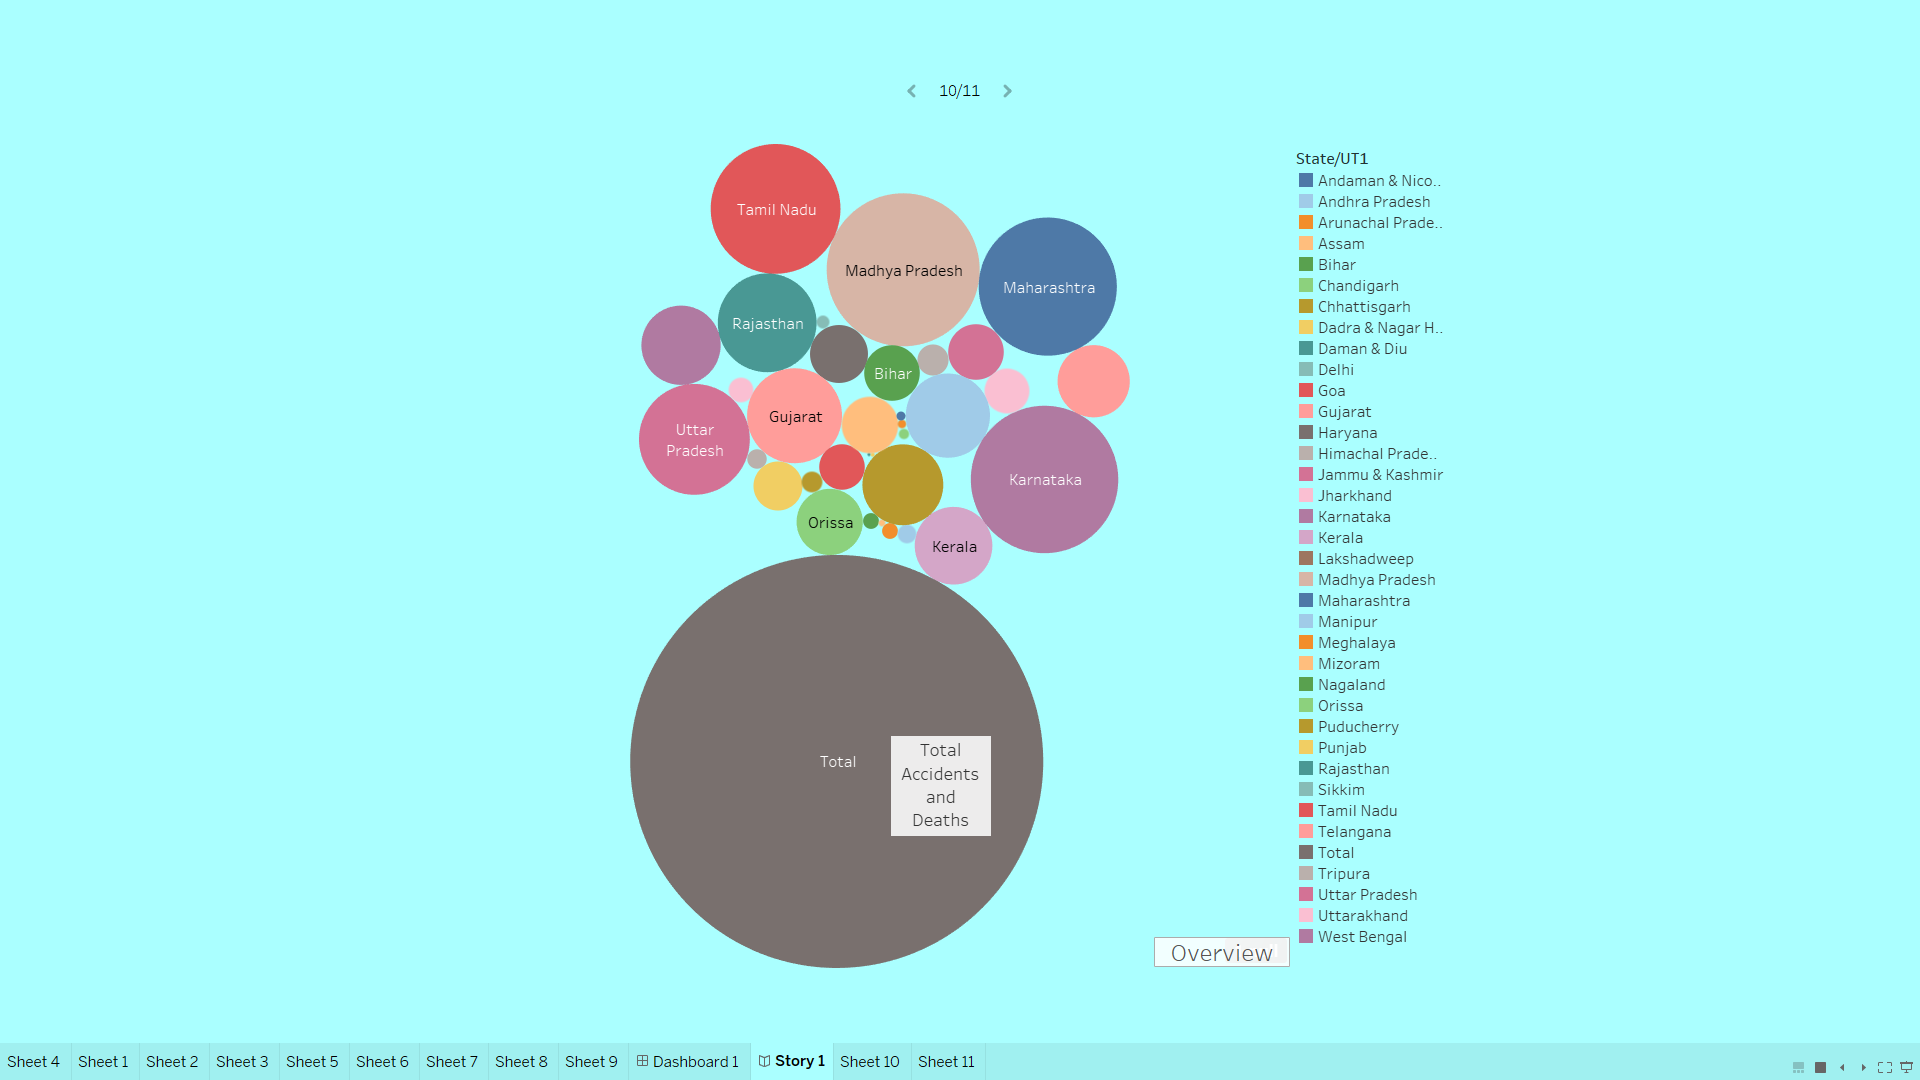 10/11
Tamil Nadu
Madhya Pradesh
Maharashtra
Rajasthan
Bihar
Gujarat
Uttar
Pradesh
Karnataka
Orissa
Kerala
Total
Total
Accidents
and
Deaths
Overview
State/UT1
Andaman & Nico..
Andhra Pradesh
Arunachal Prade..
Assam
Bihar
Chandigarh
Chhattisgarh
Dadra & Nagar H..
Daman & Diu
Delhi
Goa
Gujarat
Haryana
Himachal Prade..
Jammu & Kashmir
Jharkhand
Karnataka
Kerala
Lakshadweep
Madhya Pradesh
Maharashtra
Manipur
Meghalaya
Mizoram
Nagaland
Orissa
Puducherry
Punjab
Rajasthan
Sikkim
Tamil Nadu
Telangana
Total
Tripura
Uttar Pradesh
Uttarakhand
West Bengal
Sheet 4 Sheet 1 Sheet 2 Sheet 3 Sheet 5 Sheet 6 Sheet 7 Sheet 8 Sheet 9 Dashboard 1 Story 1 Sheet 10 Sheet 11